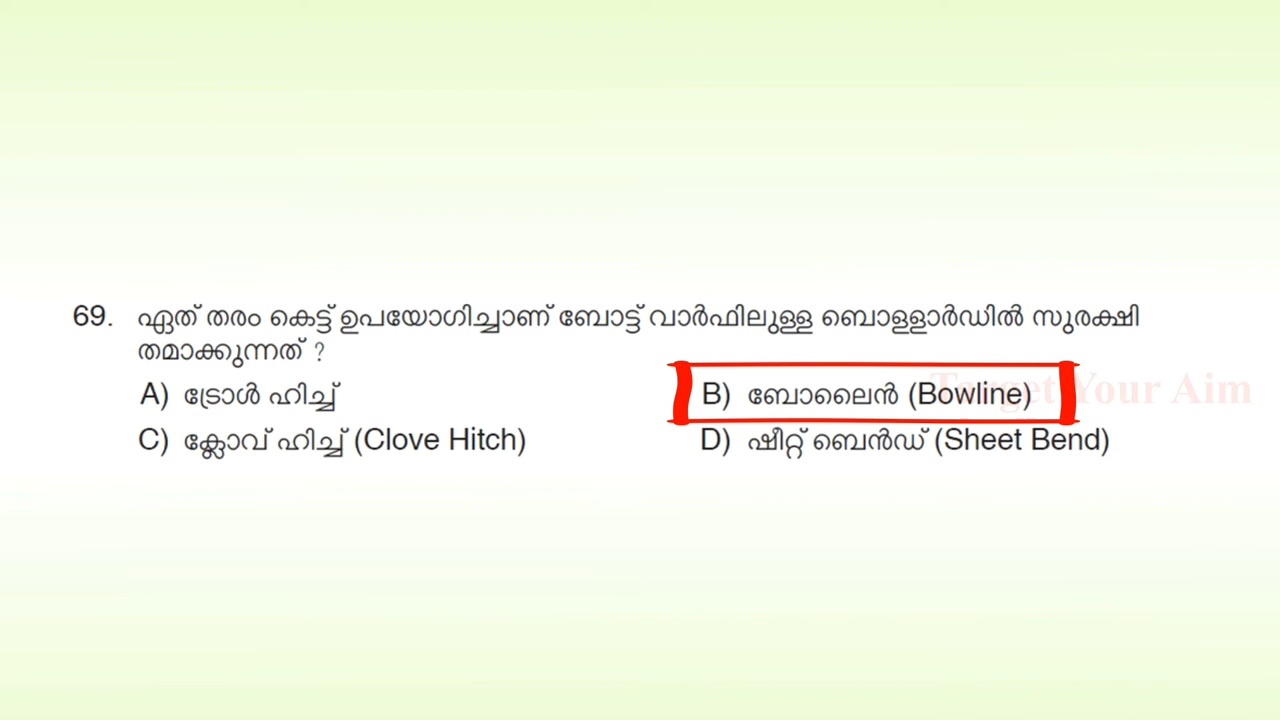 69. ഏത് തരം കെട്ട് ഉപയോഗിച്ചാണ് ബോട്ട് വാർഫിലുള്ള ബൊള്ളാർഡിൽ സുരക്ഷി
തമാക്കുന്നത് ?
A) ട്രോൾ ഹിച്ച് B) ബോലൈൻ (Bowline)
Target Your Aim
C) ക്ലോവ് ഹിച്ച് (Clove Hitch) D) ഷീറ്റ് ബെൻഡ് (Sheet Bend)